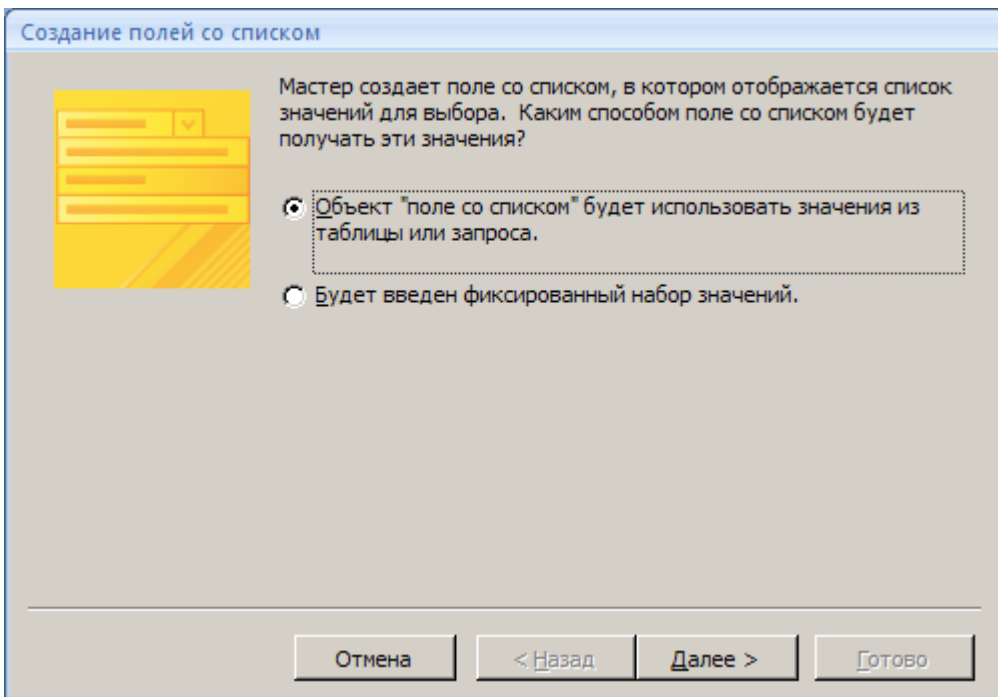 Создание полей со списком
Мастер создает поле со списком, в котором отображается список
значений для выбора. Каким способом поле со списком будет
получать эти значения?
Объект "поле со списком" будет использовать значения из
таблицы или запроса.
Будет введен фиксированный набор значений.
Отмена
< Назад
Далее >
Готово